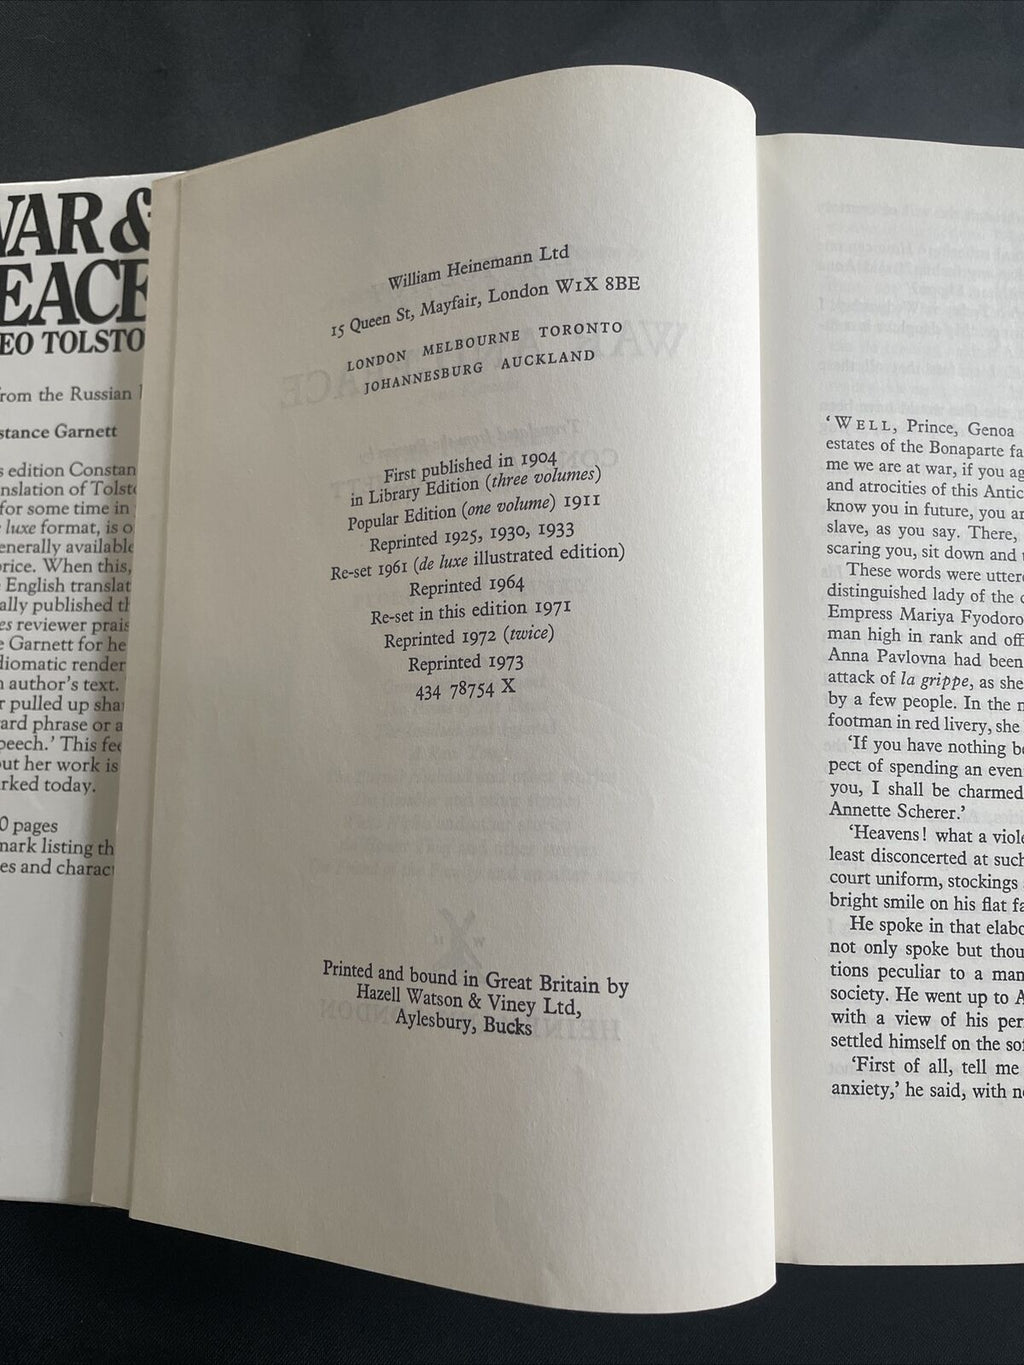 WAR &
PEACE
LEO TOLSTO
from the Russian
stance Garnett
s edition Constan
nslation of Tolsto
for some time in
luxe format, is o
enerally available
price. When this,
English translat
ally published th
es reviewer prais
e Garnett for he
diomatic render
n author's text.
r pulled up sha
ard phrase or a
peech.' This fee
out her work is
rked today.
0 pages
mark listing th
es and charact
William Heinemann Ltd
15 Queen St, Mayfair, London W1X 8BE
LONDON MELBOURNE TORONTO
JOHANNESBURG AUCKLAND
First published in 1904
in Library Edition (three volumes)
Popular Edition (one volume) 1911
Reprinted 1925, 1930, 1933
Re-set 1961 (de luxe illustrated edition)
Reprinted 1964
Re-set in this edition 1971
Reprinted 1972 (twice)
Reprinted 1973
434 78754 X
Printed and bound in Great Britain by
Hazell Watson & Viney Ltd,
Aylesbury, Bucks
'WELL, Prince, Genoa
estates of the Bonaparte fa
me we are at war, if you ag
and atrocities of this Antic
know you in future, you ar
slave, as you say. There,
scaring you, sit down and
These words were uttere
distinguished lady of the c
Empress Mariya Fyodoro
man high in rank and offi
Anna Pavlovna had been
attack of la grippe, as she
by a few people. In the m
footman in red livery, she
'If you have nothing be
pect of spending an even
you, I shall be charmed
Annette Scherer.'
'Heavens! what a viole
least disconcerted at such
court uniform, stockings
bright smile on his flat fa
He spoke in that elabo
not only spoke but thou
tions peculiar to a man
society. He went up to A
with a view of his per
settled himself on the sof
'First of all, tell me
anxiety,' he said, with no